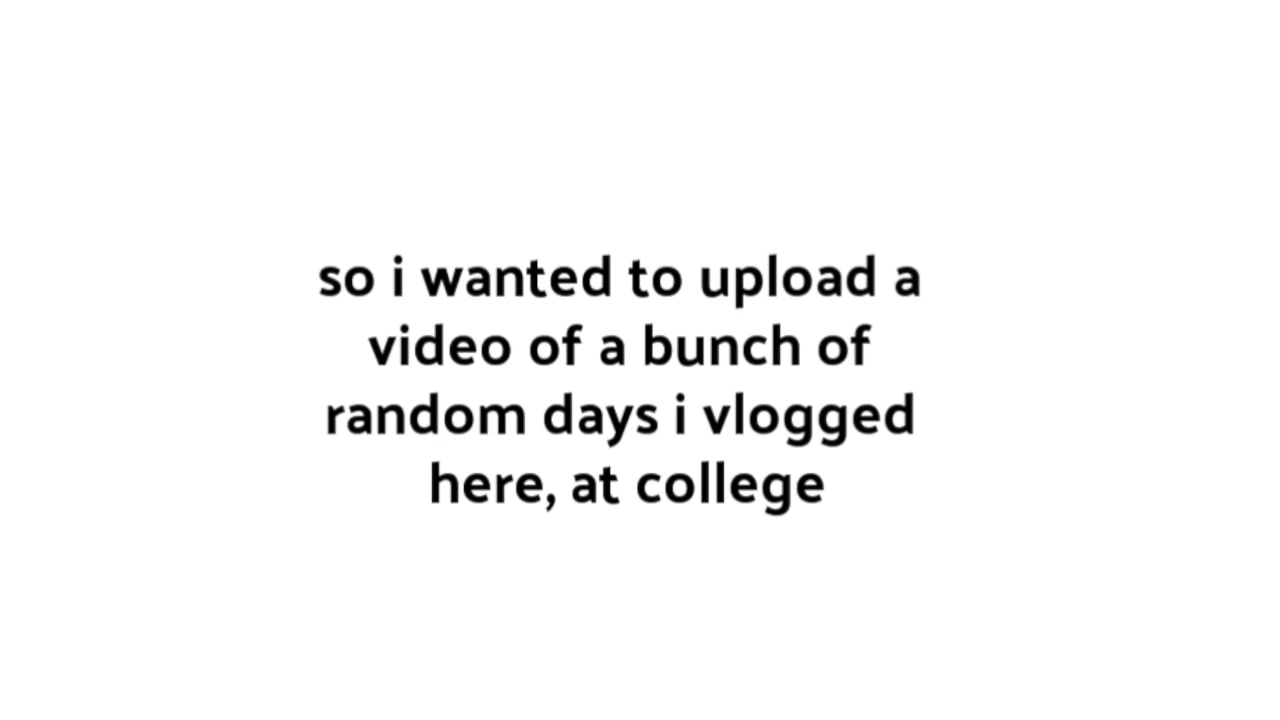 so i wanted to upload a
video of a bunch of
random days i vlogged
here, at college